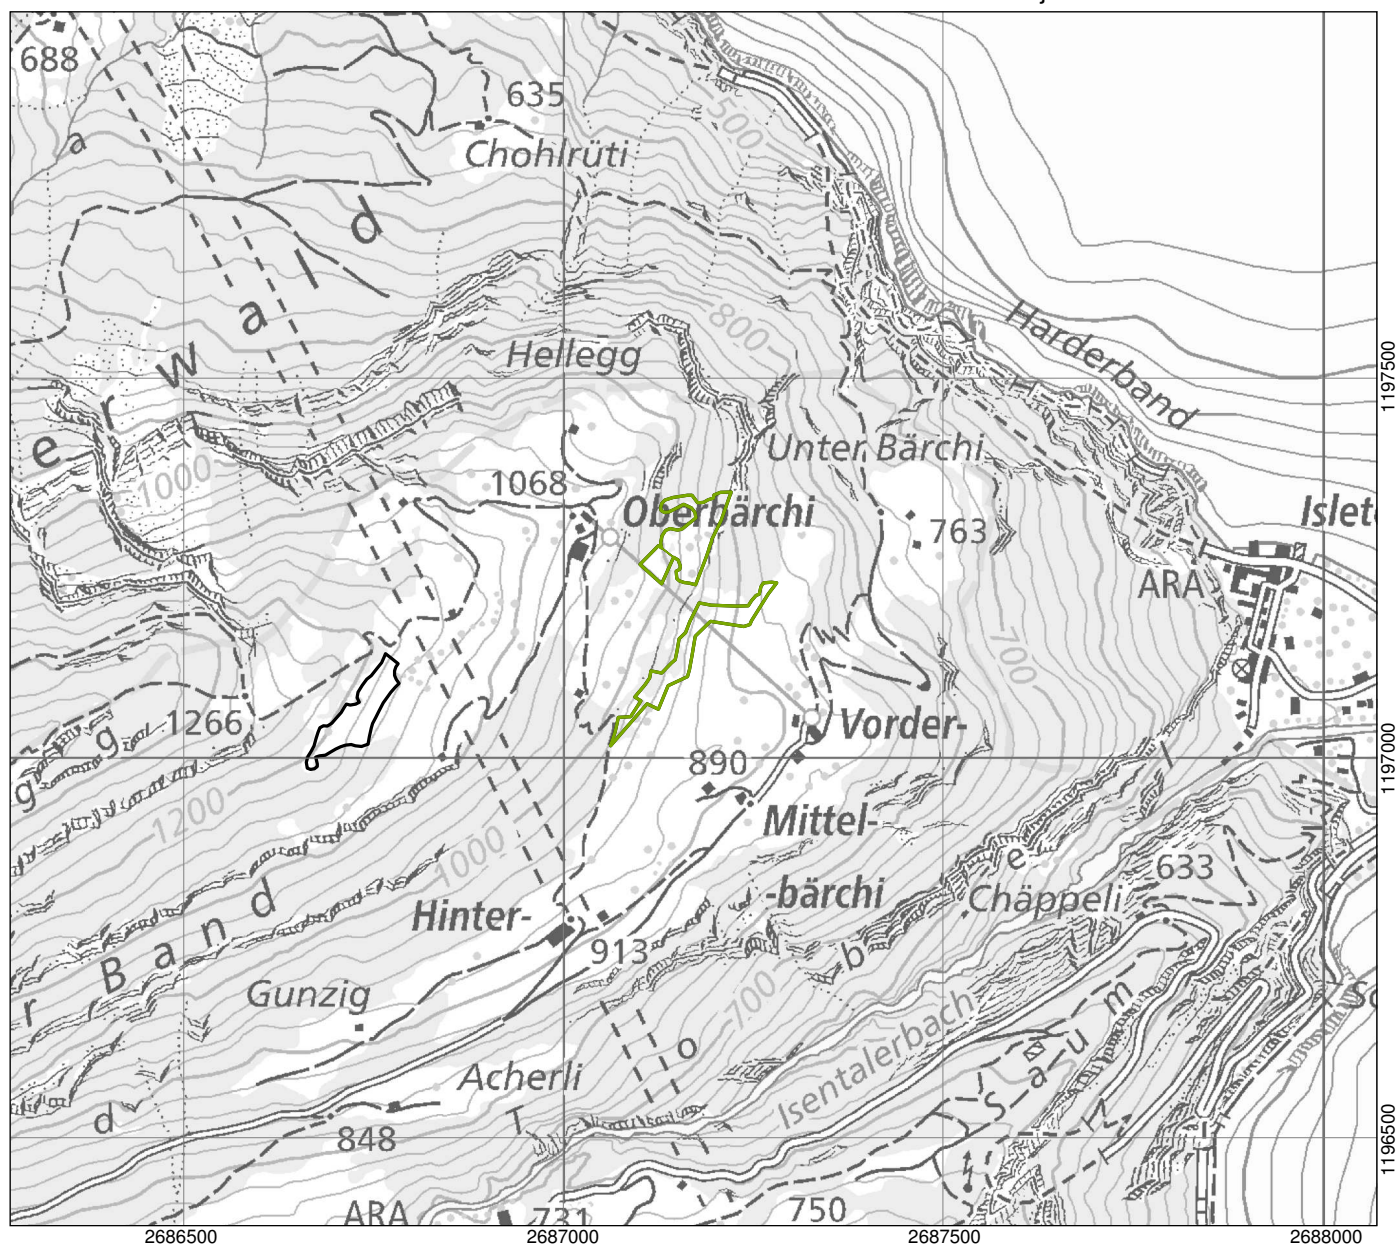 688
635
a
Chohlrüti
500
d
l
a
w
r
e
800
Harderband
Hellegg
1197500
Unter Bärchi
1000
1068
Oberbärchi
763
Islet
ARA
700
1266
g
g
Vorder-
890
1197000
1200
Mittel-
1000
633
e
-bärchi
Chäppeli
d
n
a
B
r
Hinter-
913
b
Gunzig
700
m
u
a
S
o
Isentalerbach
Acherli
T
d
848
1196500
ARA
731
750
2686500
2687000
2687500
2688000